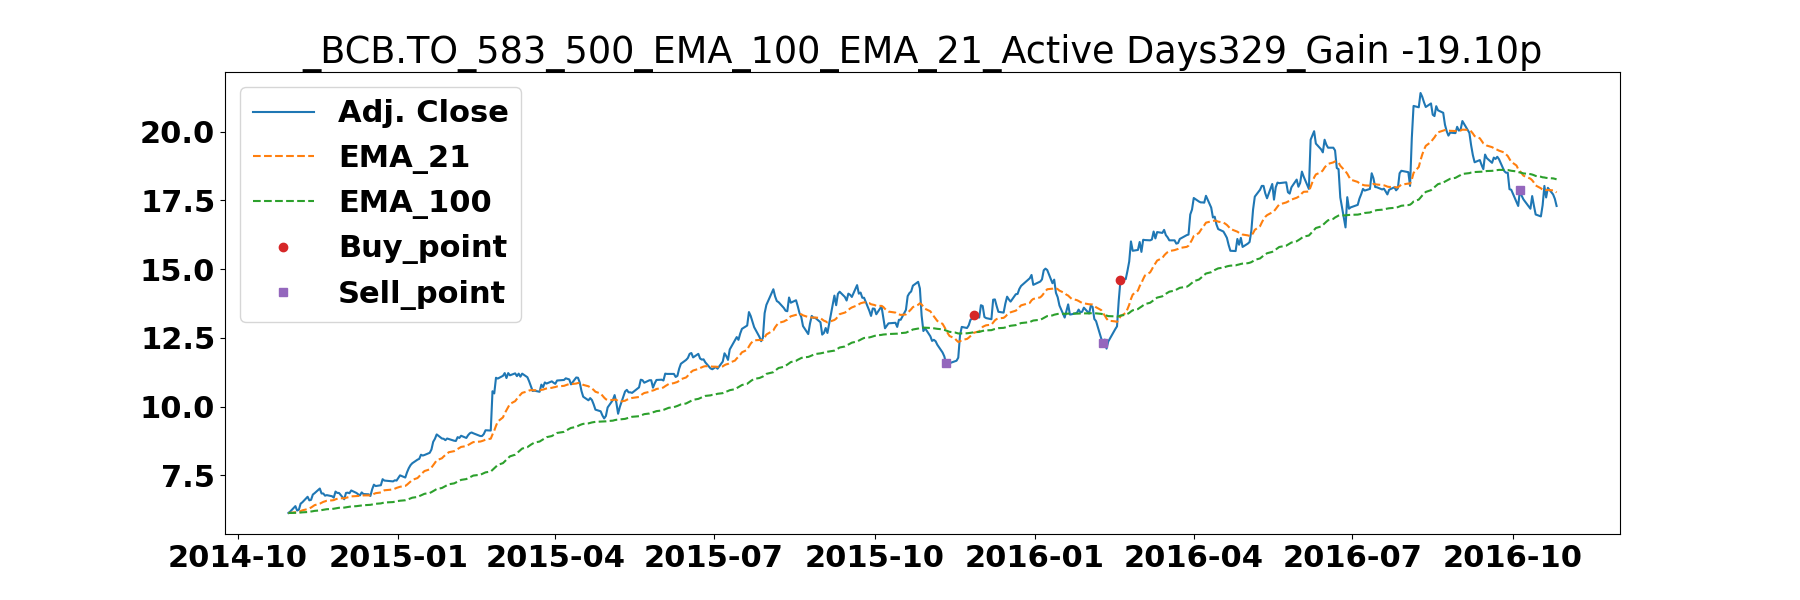 _BCB.TO_583_500_EMA_100_EMA_21_Active Days329_Gain -19.10p
Adj. Close
EMA_21
EMA_100
Buy_point
Sell_point
20.0
17.5
15.0
12.5
10.0
7.5
2014-10 2015-01 2015-04 2015-07 2015-10 2016-01 2016-04 2016-07 2016-10